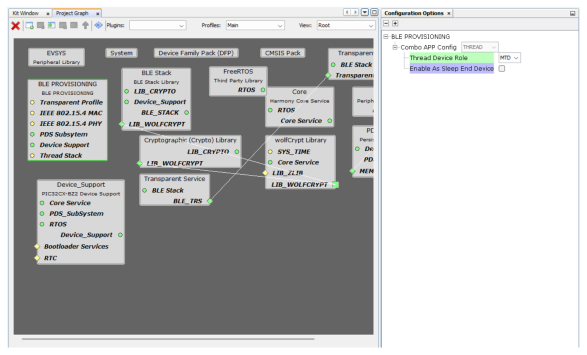 Kit Window
Project Graph
Plugins:
Profiles:
Main
View:
Root
EVSYS
Peripheral Library
System
Device Family Pack (DFP)
CMSIS Pack
Transparen
BLE Stack
Transparent
BLE PROVISIONING
BLE PROVISIONING
Transparent Profile
IEEE 802.15.4 MAC
IEEE 802.15.4 PHY
PDS Subsytem
Device Support
Thread Stack
BLE Stack
BLE Stack Library
LIB_CRYPTO
Device_Support
BLE_STACK
LIB_WOLFCRYPT
FreeRTOS
Third Party Library
RTOS
Core
Harmony Core Service
RTOS
Core Service
Periph
Cryptographic (Crypto) Library
LIB_CRYPTO
LIB_WOLFCRYPT
wolfCrypt Library
SYS_TIME
Core Service
LIB_ZLIB
LIB_WOLFCRYPT
PD
Persis
De
PD
MEM
Transparent Service
BLE Stack
BLE_TRS
Device_Support
PIC32CX-BZ2 Device Support
Core Service
PDS_SubSystem
RTOS
Device_Support
Bootloader Services
RTC
Configuration Options
BLE PROVISIONING
Combo APP Config THREAD
Thread Device Role MTD
Enable As Sleep End Device